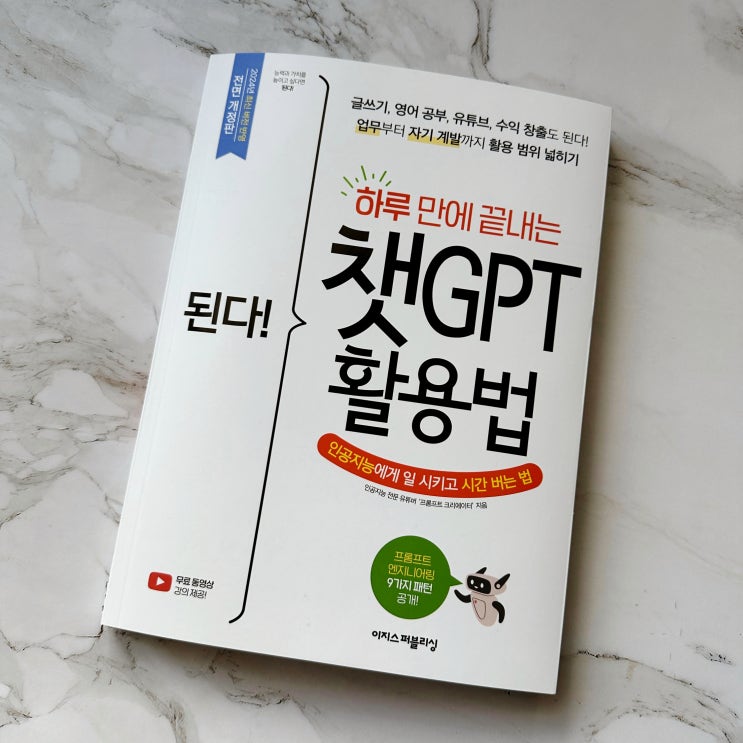 2024년 최신 버전 반영
전면 개정판
능력과 가치를
높이고 싶다면
된다!
글쓰기, 영어 공부, 유튜브, 수익 창출도 된다!
업무부터 자기 계발까지 활용 범위 넓히기
하루 만에 끝내는
챗GPT
활용법
된다!
인공지능에게 일 시키고 시간 버는 법
인공지능 전문 유튜버 '프롬프트 크리에이터' 지음
프롬프트
엔지니어링
9가지 패턴
공개!
무료 동영상
강의 제공!
이지스퍼블리싱